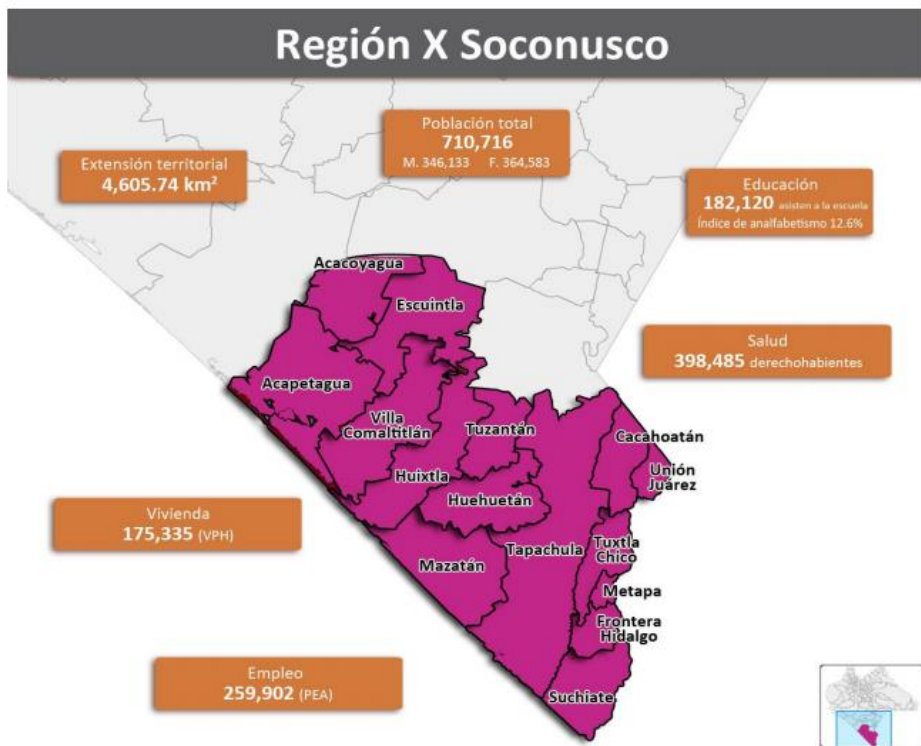 Región X Soconusco
Población total
710,716
M. 346,133 F. 364,583
Extensión territorial
4,605.74 km²
Educación
182,120 asisten a la escuela
Índice de analfabetismo 12.6%
Acacoyagua
Escuintla
Salud
398,485 derechohabientes
Acapetagua
Villa
Comaltitlán
Tuzantán
Cacahoatán
Unión
Juárez
Huixtla
Huehuetán
Vivienda
175,335 (VPH)
Mazatán
Tapachula
Tuxtla
Chico
Metapa
Frontera
Hidalgo
Empleo
259,902 (PEA)
Suchiate